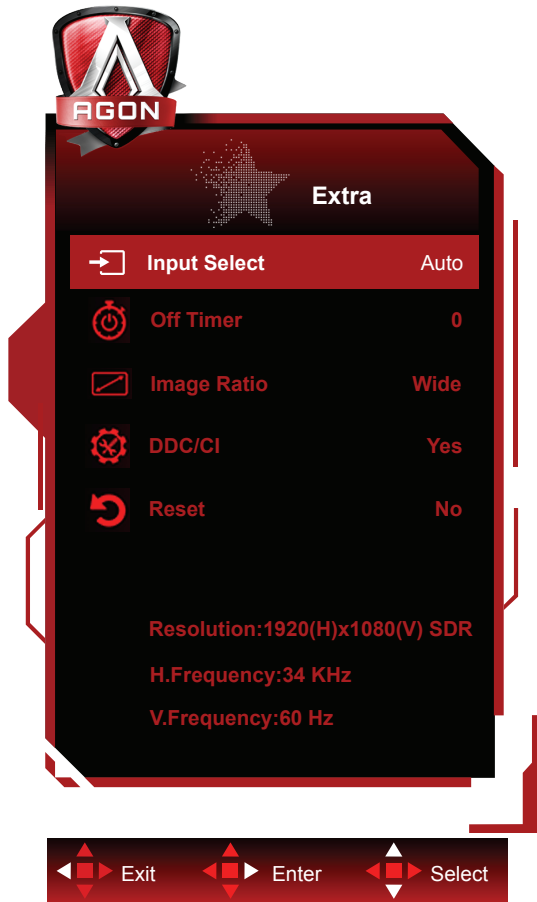 AGON
Extra
Input Select Auto
Off Timer 0
Image Ratio Wide
DDC/CI Yes
Reset No
Resolution:1920(H)x1080(V) SDR
H.Frequency:34 KHz
V.Frequency:60 Hz
Exit Enter Select